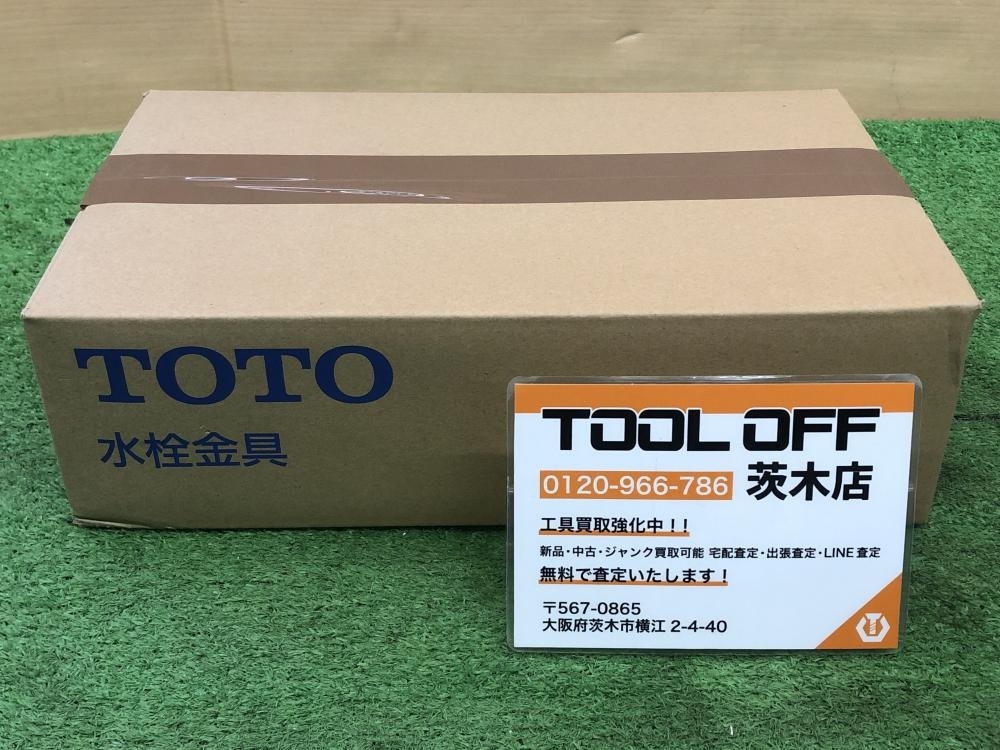 TOTO
水栓金具
TOOL OFF
0120-966-786 茨木店
工具買取強化中!!
新品・中古・ジャンク買取可能 宅配査定・出張査定・LINE査定
無料で査定いたします!
〒567-0865
大阪府茨木市横江 2-4-40